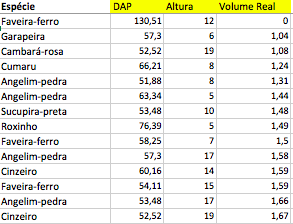 Espécie DAP Altura Volume Real
Faveira-ferro 130,51 12 0
Garapeira 57,3 6 1,04
Cambará-rosa 52,52 19 1,08
Cumaru 66,21 8 1,24
Angelim-pedra 51,88 8 1,31
Angelim-pedra 63,34 5 1,44
Sucupira-preta 53,48 10 1,48
Roxinho 76,39 5 1,49
Faveira-ferro 58,25 7 1,5
Angelim-pedra 57,3 17 1,58
Cinzeiro 60,16 14 1,59
Faveira-ferro 54,11 15 1,59
Angelim-pedra 53,48 17 1,66
Cinzeiro 52,52 19 1,67